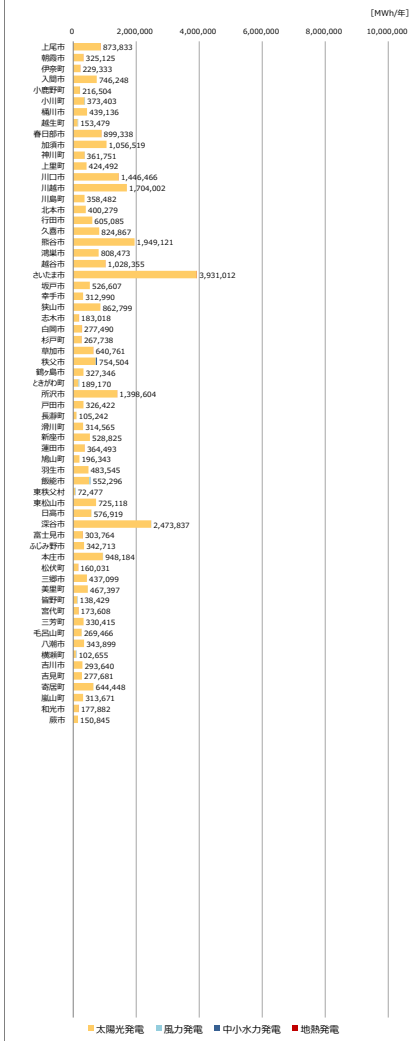 [MWh/年]
0 2,000,000 4,000,000 6,000,000 8,000,000 10,000,000
上尾市 873,833
朝霞市 325,125
伊奈町 229,333
入間市 746,248
小鹿野町 216,504
小川町 373,403
桶川市 439,136
越生町 153,479
春日部市 899,338
加須市 1,056,519
神川町 361,751
上里町 424,492
川口市 1,446,466
川越市 1,704,002
川島町 358,482
北本市 400,279
行田市 605,085
久喜市 824,867
熊谷市 1,949,121
鴻巣市 808,473
越谷市 1,028,355
さいたま市 3,931,012
坂戸市 526,607
幸手市 312,990
狭山市 862,799
志木市 183,018
白岡市 277,490
杉戸町 267,738
草加市 640,761
秩父市 754,504
鶴ヶ島市 327,346
ときがわ町 189,170
所沢市 1,398,604
戸田市 326,422
長瀞町 105,242
滑川町 314,565
新座市 528,825
蓮田市 364,493
鳩山町 196,343
羽生市 483,545
飯能市 552,296
東秩父村 72,477
東松山市 725,118
日高市 576,919
深谷市 2,473,837
富士見市 303,764
ふじみ野市 342,713
本庄市 948,184
松伏町 160,031
三郷市 437,099
美里町 467,397
皆野町 138,429
宮代町 173,608
三芳町 330,415
毛呂山町 269,466
八潮市 343,899
横瀬町 102,655
吉川市 293,640
吉見町 277,681
寄居町 644,448
嵐山町 313,671
和光市 177,882
蕨市 150,845
太陽光発電 風力発電 中小水力発電 地熱発電